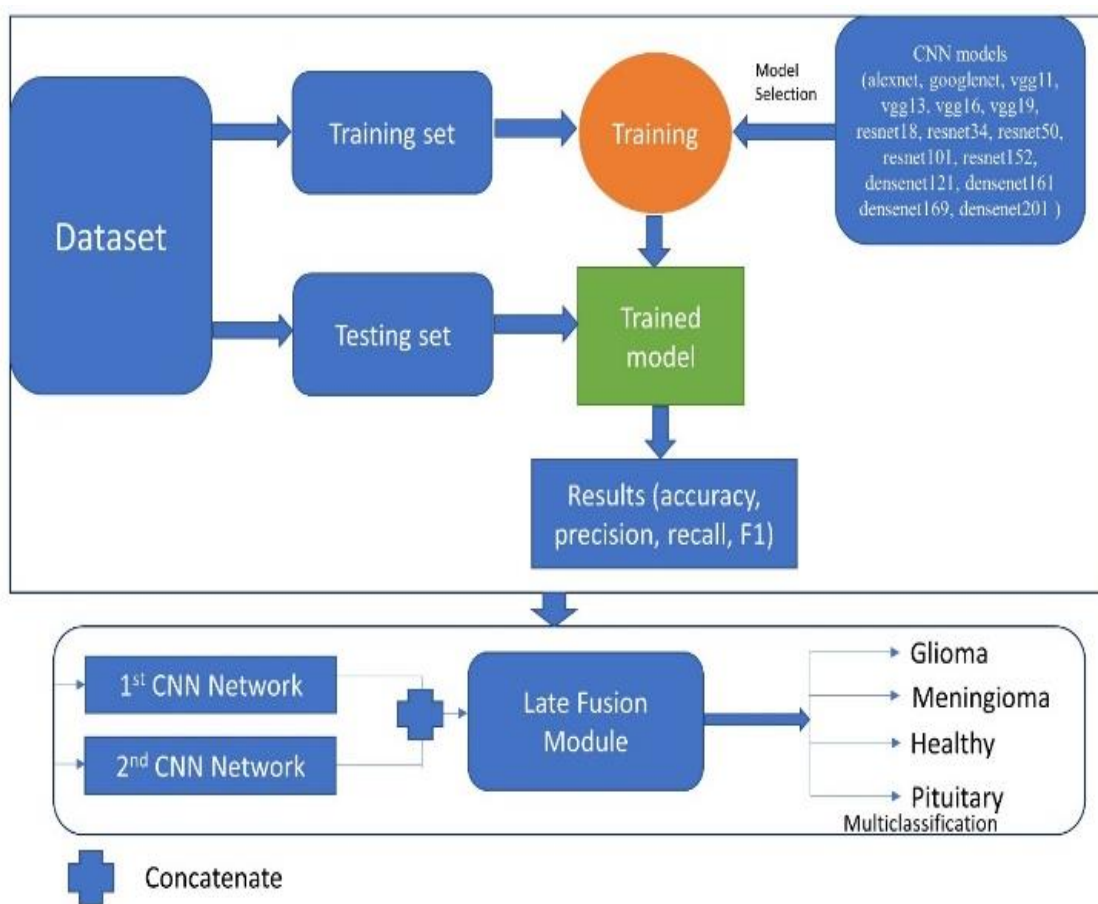 Dataset
Training set
Testing set
Training
Model
Selection
CNN models
(alexnet, googlenet, vgg11,
vgg13, vgg16, vgg19,
resnet18, resnet34, resnet50,
resnet101, resnet152,
densenet121, densenet161
densenet169, densenet201 )
Trained
model
Results (accuracy,
precision, recall, F1)
1st CNN Network
2nd CNN Network
Late Fusion
Module
Glioma
Meningioma
Healthy
Pituitary
Multiclassification
Concatenate